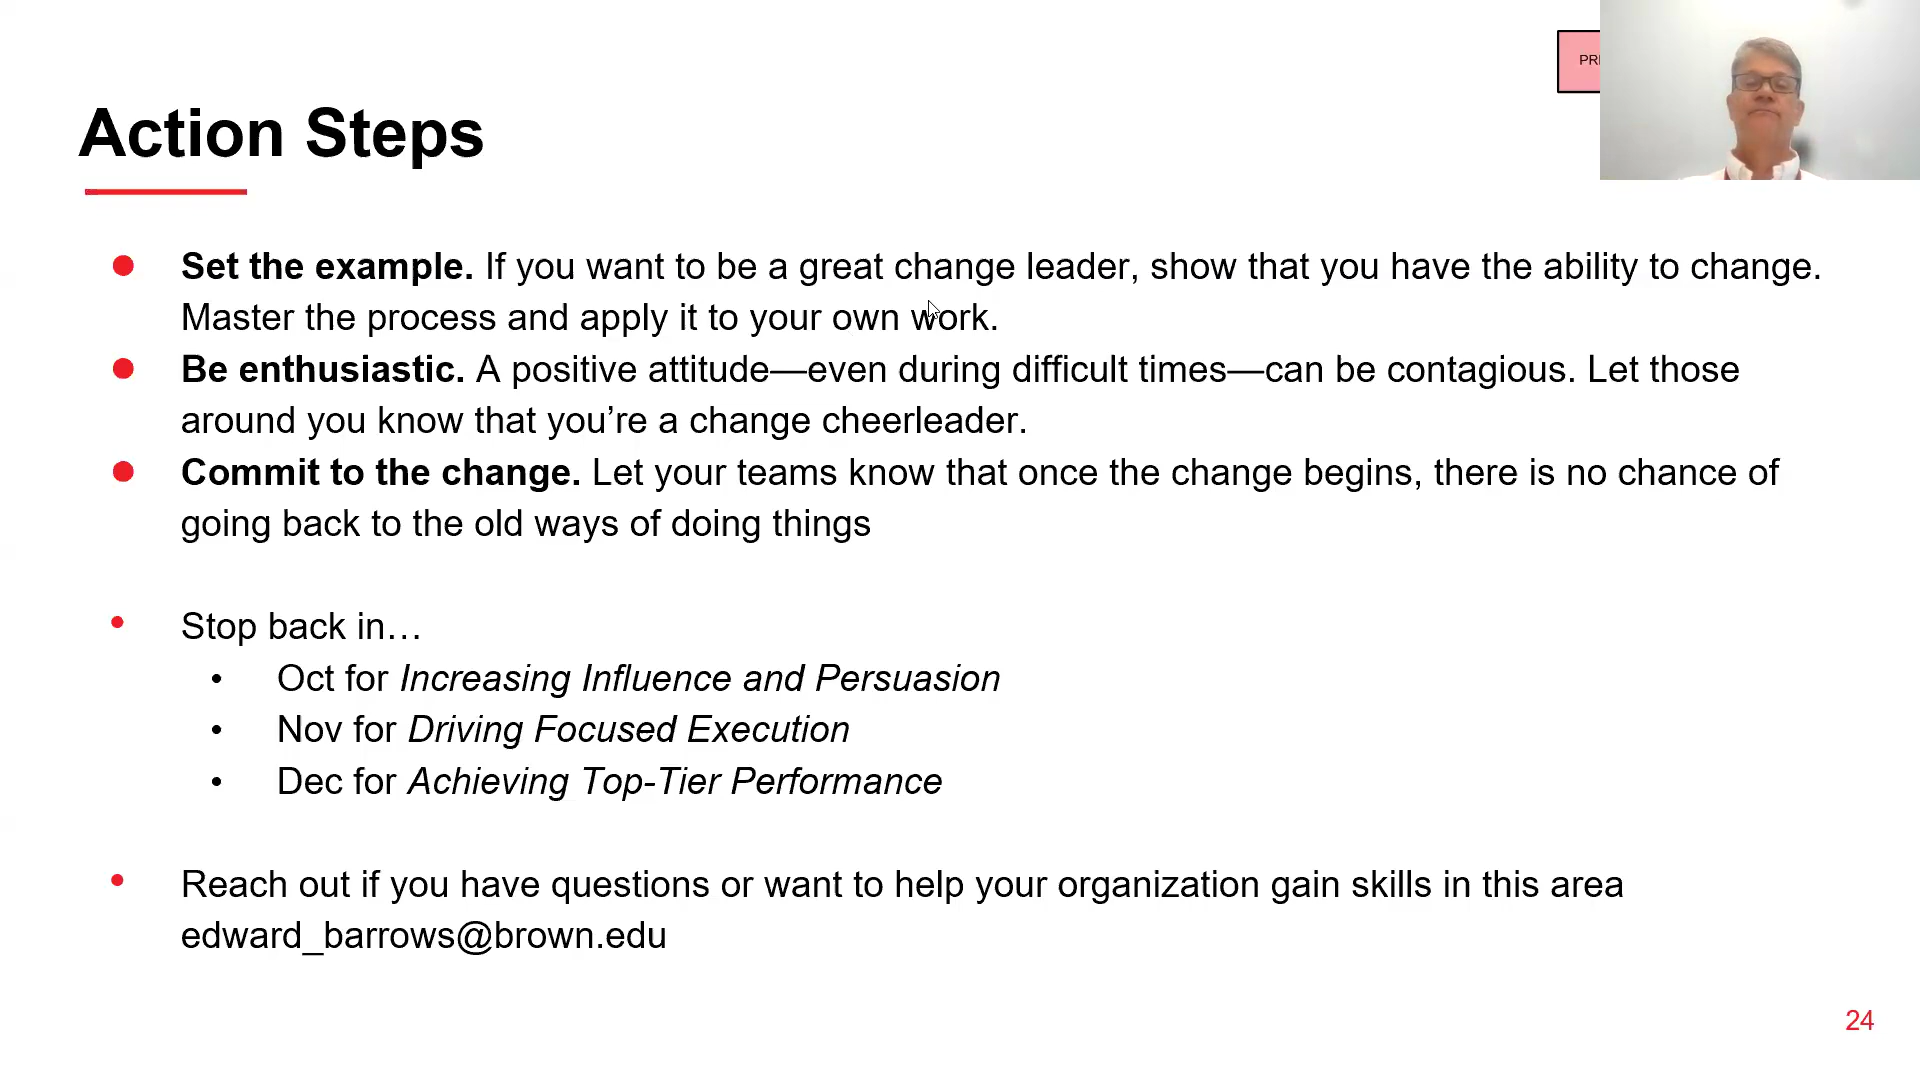 Action Steps
Set the example. If you want to be a great change leader, show that you have the ability to change.
Master the process and apply it to your own work.
Be enthusiastic. A positive attitude—even during difficult times—can be contagious. Let those
around you know that you’re a change cheerleader.
Commit to the change. Let your teams know that once the change begins, there is no chance of
going back to the old ways of doing things
Stop back in…
Oct for Increasing Influence and Persuasion
Nov for Driving Focused Execution
Dec for Achieving Top-Tier Performance
Reach out if you have questions or want to help your organization gain skills in this area
edward_barrows@brown.edu
24